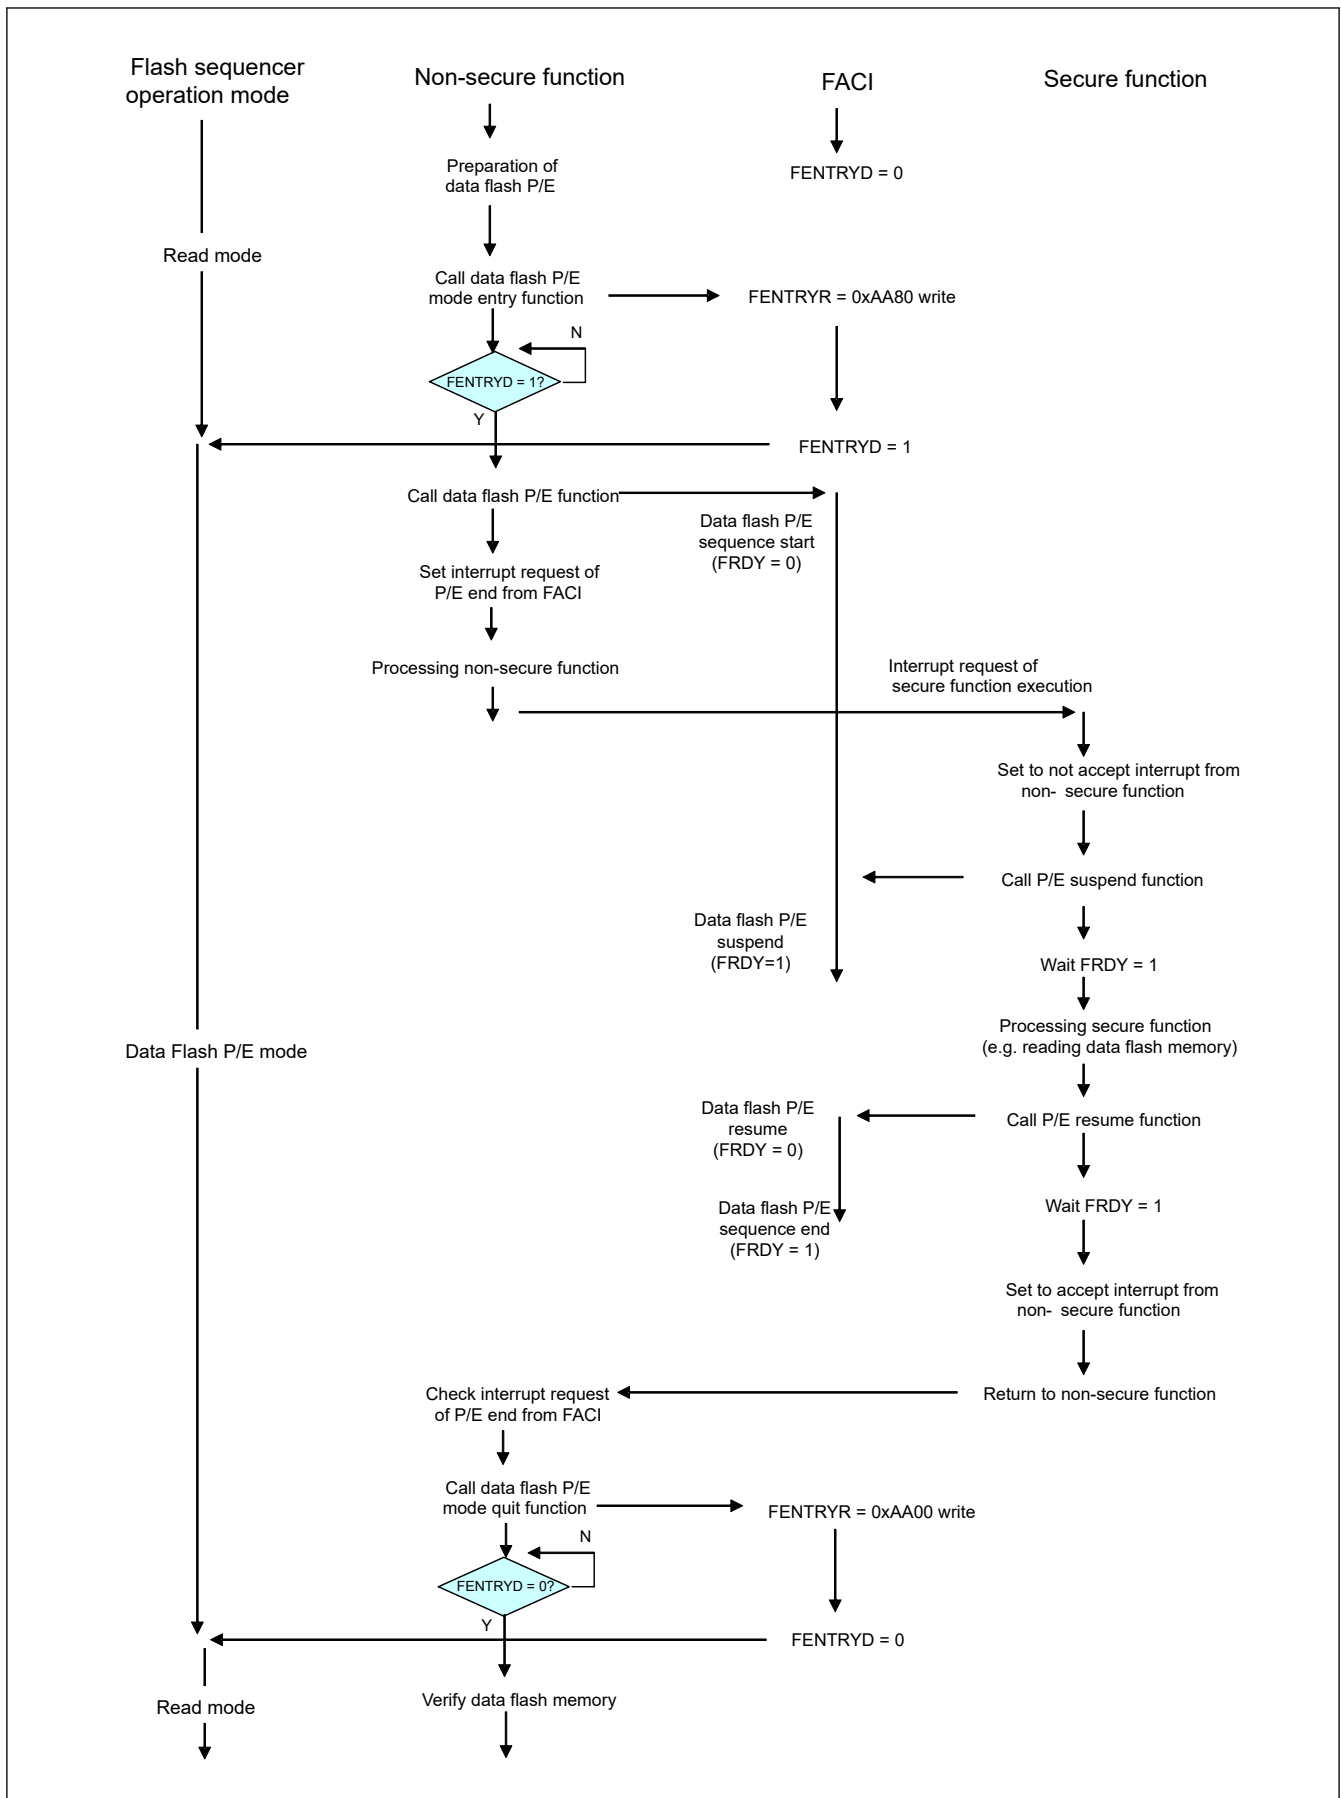 Flash sequencer
operation mode
Non-secure function
FACI
Secure function
Preparation of
data flash P/E
FENTRYD = 0
Read mode
Call data flash P/E
mode entry function
FENTRYR = 0xAA80 write
N
FENTRYD = 1?
Y
FENTRYD = 1
Call data flash P/E function
Data flash P/E
sequence start
(FRDY = 0)
Set interrupt request of
P/E end from FACI
Processing non-secure function
Interrupt request of
secure function execution
Set to not accept interrupt from
non- secure function
Call P/E suspend function
Data flash P/E
suspend
(FRDY=1)
Wait FRDY = 1
Processing secure function
(e.g. reading data flash memory)
Data Flash P/E mode
Data flash P/E
resume
(FRDY = 0)
Call P/E resume function
Data flash P/E
sequence end
(FRDY = 1)
Wait FRDY = 1
Set to accept interrupt from
non- secure function
Return to non-secure function
Check interrupt request
of P/E end from FACI
Call data flash P/E
mode quit function
FENTRYR = 0xAA00 write
N
FENTRYD = 0?
Y
FENTRYD = 0
Read mode
Verify data flash memory